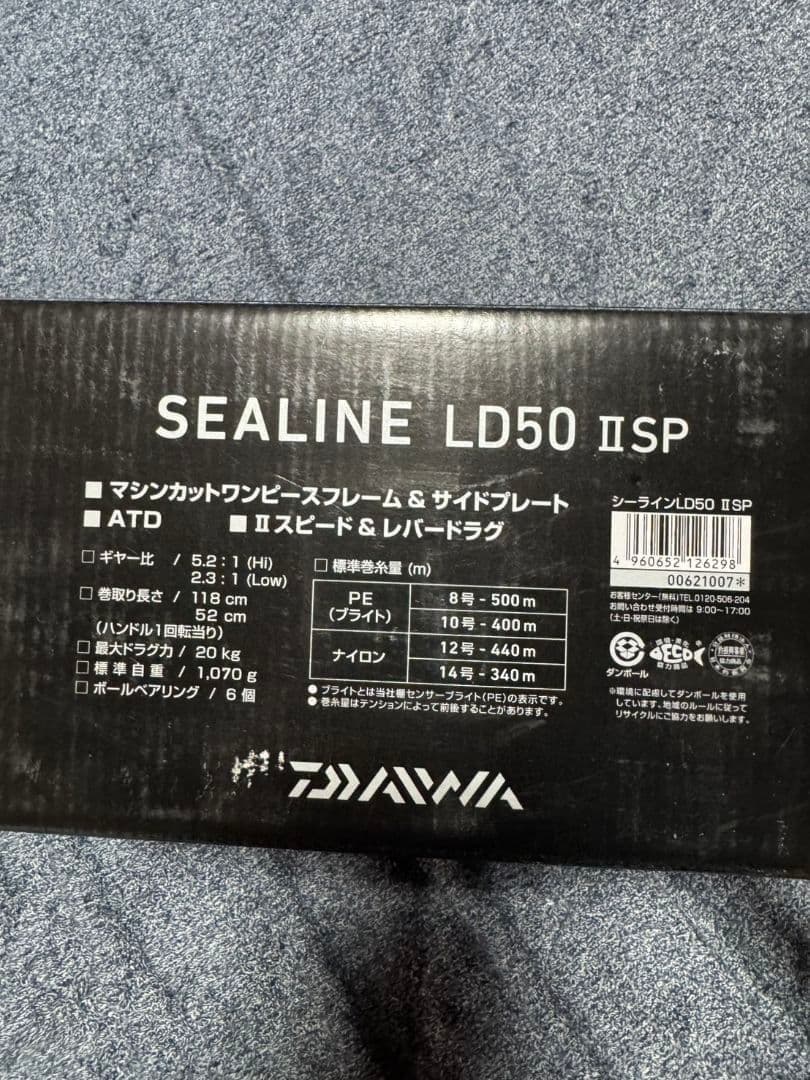 SEALINE LD50 ⅡSP
■ マシンカットワンピースフレーム & サイドプレート
■ ATD ■ Ⅱスピード & レバードラグ
□ ギヤー比 / 5.2:1 (Hi)
2.3:1 (Low)
□ 巻取り長さ / 118 cm
52 cm
(ハンドル1回転当り)
□ 最大ドラグ力 / 20 kg
□ 標準自重 / 1,070 g
□ ボールベアリング / 6 個
□ 標準巻糸量 (m)
PE (ブライト) 8号 - 500 m
10号 - 400 m
ナイロン 12号 - 440 m
14号 - 340 m
● ブライトとは当社棚センサーブライト(PE)の表示です。
● 巻糸量はテンションによって前後することがあります。
シーラインLD50 ⅡSP
4 960652 126298
00621007*
お客様センター(無料)TEL.0120-506-204
お問い合わせ受付時間は 9:00~17:00
(土・日・祝祭日は除く)
ダンボール
※環境に配慮してダンボールを使用
しています。地域のルールに従って
リサイクルにご協力をお願いします。
DAIWA